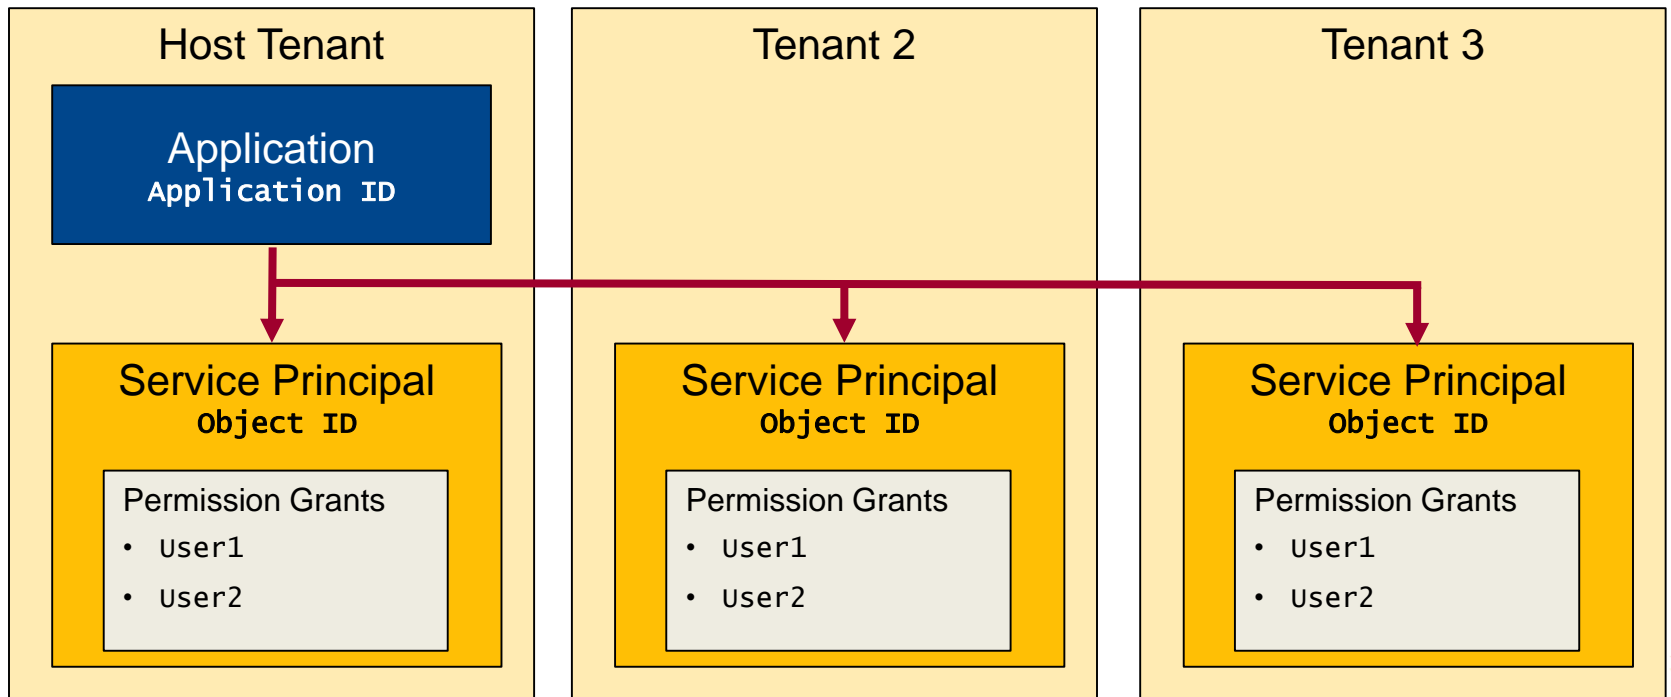 Host Tenant
Application
Application ID
Service Principal
Object ID
Permission Grants
• User1
• User2
Tenant 2
Service Principal
Object ID
Permission Grants
• User1
• User2
Tenant 3
Service Principal
Object ID
Permission Grants
• User1
• User2